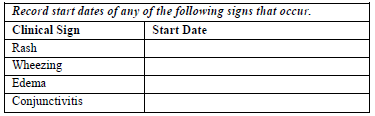 Record start dates of any of the following signs that occur.
Clinical Sign Start Date
Rash
Wheezing
Edema
Conjunctivitis